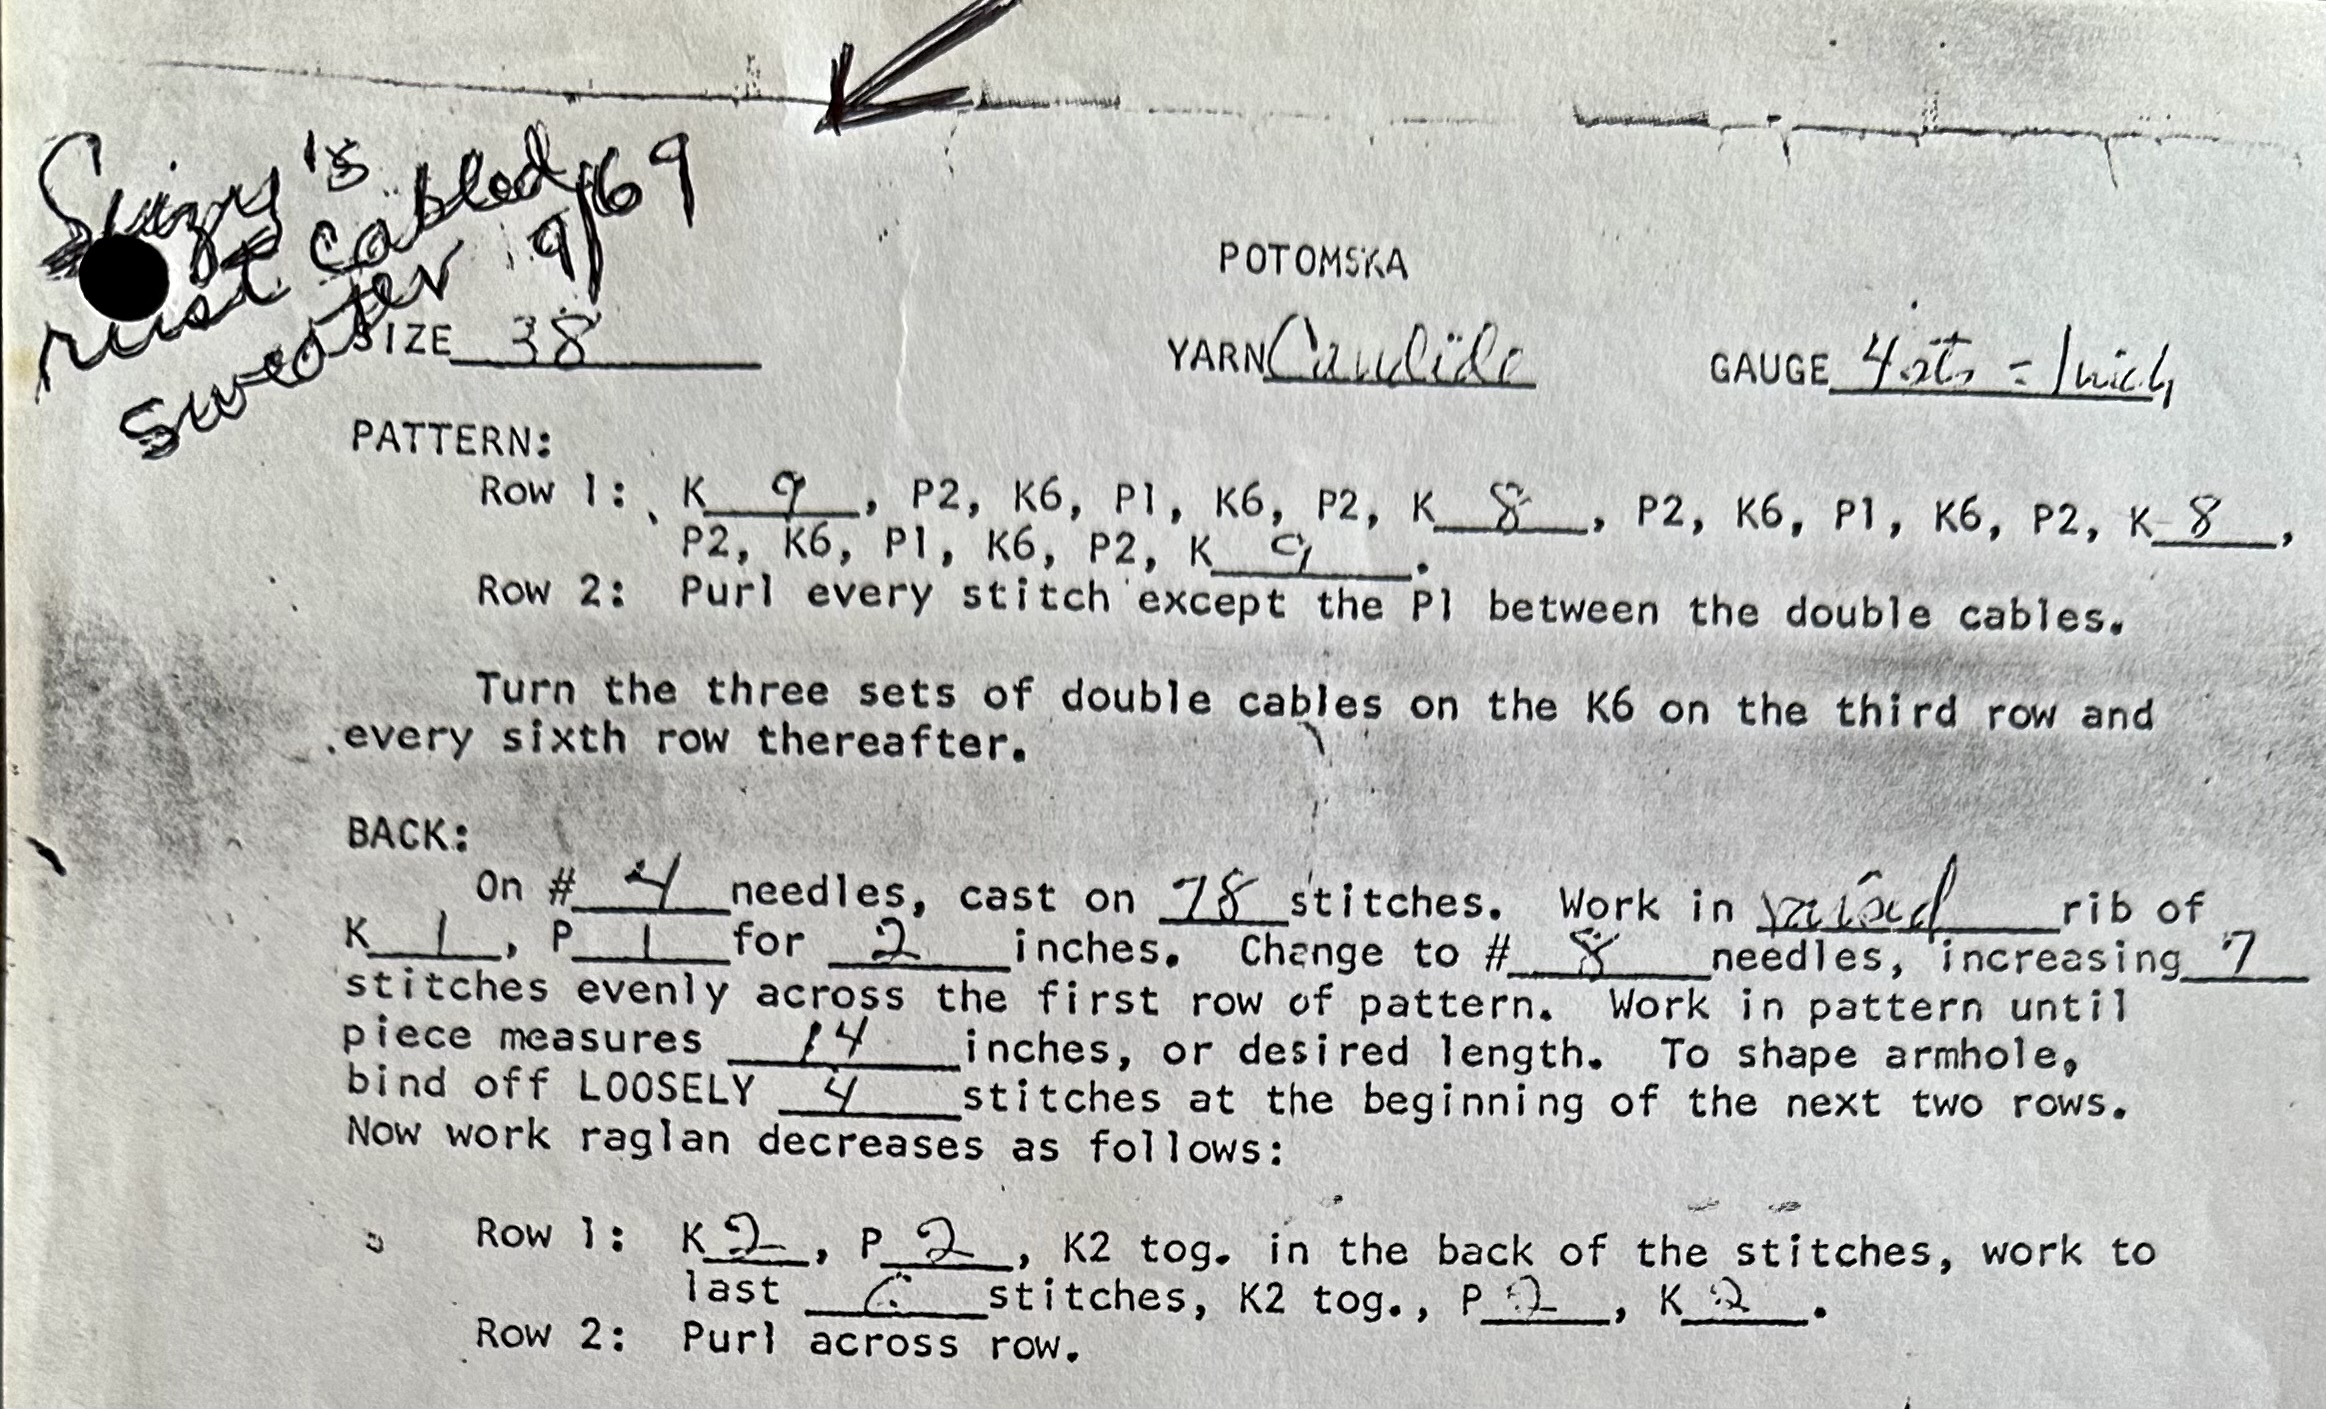 Suizy's
rust cabled
sweater 9/69
POTOMSKA
SIZE 38 YARN Candide GAUGE 4 sts = 1 inch
PATTERN:
Row 1: K 9, P2, K6, P1, K6, P2, K 8, P2, K6, P1, K6, P2, K 8,
P2, K6, P1, K6, P2, K 9.
Row 2: Purl every stitch except the P1 between the double cables.
Turn the three sets of double cables on the K6 on the third row and
every sixth row thereafter.
BACK:
On # 4 needles, cast on 78 stitches. Work in raised rib of
K 1, P 1 for 2 inches. Change to # 8 needles, increasing 7
stitches evenly across the first row of pattern. Work in pattern until
piece measures 14 inches, or desired length. To shape armhole,
bind off LOOSELY 4 stitches at the beginning of the next two rows.
Now work raglan decreases as follows:
Row 1: K 2, P 2, K2 tog. in the back of the stitches, work to
last 6 stitches, K2 tog., P 2, K 2.
Row 2: Purl across row.